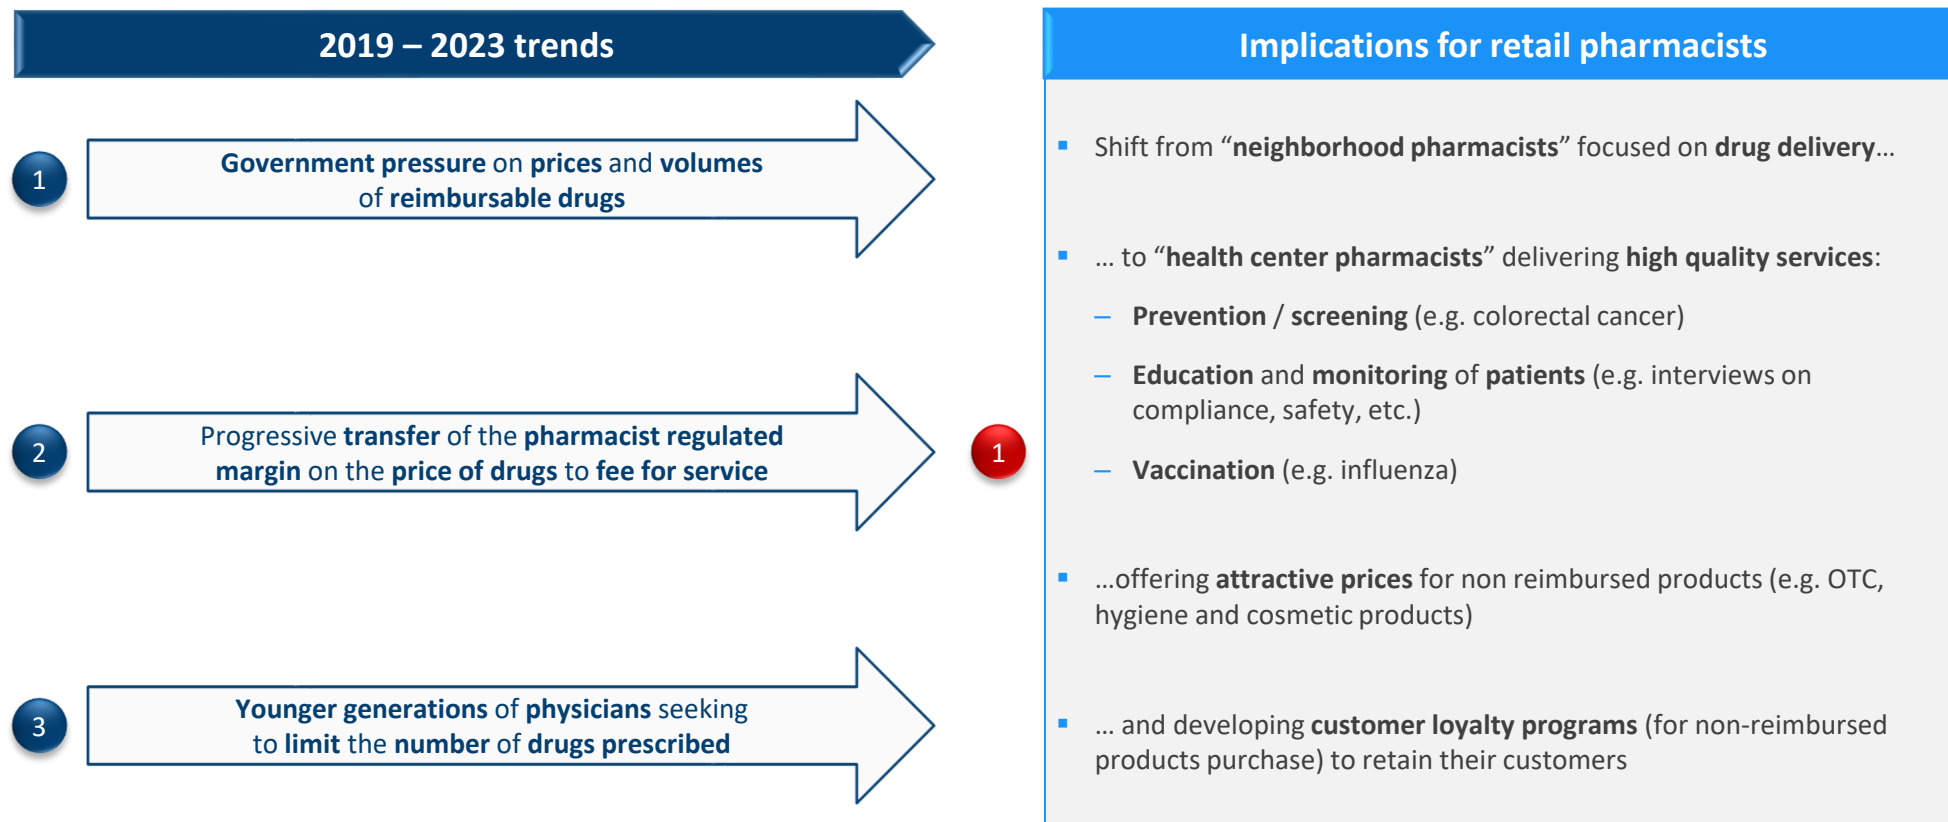 2019 – 2023 trends
1
Government pressure on prices and volumes
of reimbursable drugs
2
Progressive transfer of the pharmacist regulated
margin on the price of drugs to fee for service
3
Younger generations of physicians seeking
to limit the number of drugs prescribed
1
Implications for retail pharmacists
▪ Shift from “neighborhood pharmacists” focused on drug delivery…
▪ … to “health center pharmacists” delivering high quality services:
– Prevention / screening (e.g. colorectal cancer)
– Education and monitoring of patients (e.g. interviews on
compliance, safety, etc.)
– Vaccination (e.g. influenza)
▪ …offering attractive prices for non reimbursed products (e.g. OTC,
hygiene and cosmetic products)
▪ … and developing customer loyalty programs (for non-reimbursed
products purchase) to retain their customers